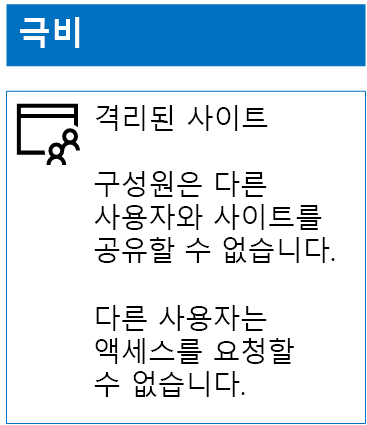 극비
격리된 사이트
구성원은 다른
사용자와 사이트를
공유할 수 없습니다.
다른 사용자는
액세스를 요청할
수 없습니다.